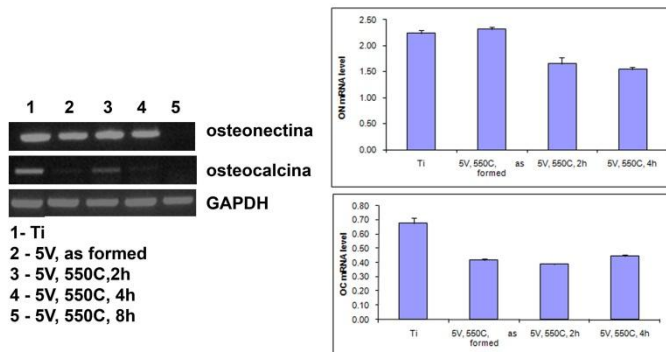 1 2 3 4 5
osteonectina
osteocalcina
GAPDH
1- Ti
2 - 5V, as formed
3 - 5V, 550C,2h
4 - 5V, 550C, 4h
5 - 5V, 550C, 8h
ON mRNA level
2.50
2.00
1.50
1.00
0.50
0.00
Ti
5V, 550C, as
formed
5V, 550C, 2h
5V, 550C, 4h
OC mRNA level
0.80
0.70
0.60
0.50
0.40
0.30
0.20
0.10
0.00
Ti
5V, 550C, as
formed
5V, 550C, 2h
5V, 550C, 4h